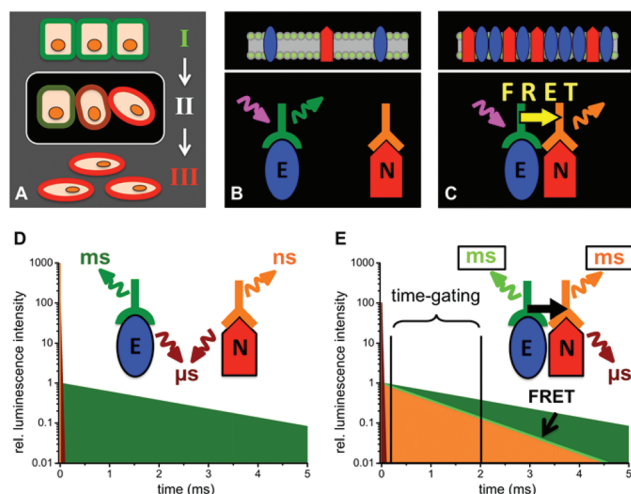 I
II
III
A
E
N
B
FRET
E
N
C
D
ms
ns
E
N
µs
rel. luminescence intensity
1000
100
10
1
0.1
0.01
0
1
2
3
4
5
time (ms)
E
ms
ms
time-gating
E
N
µs
FRET
rel. luminescence intensity
1000
100
10
1
0.1
0.01
0
1
2
3
4
5
time (ms)